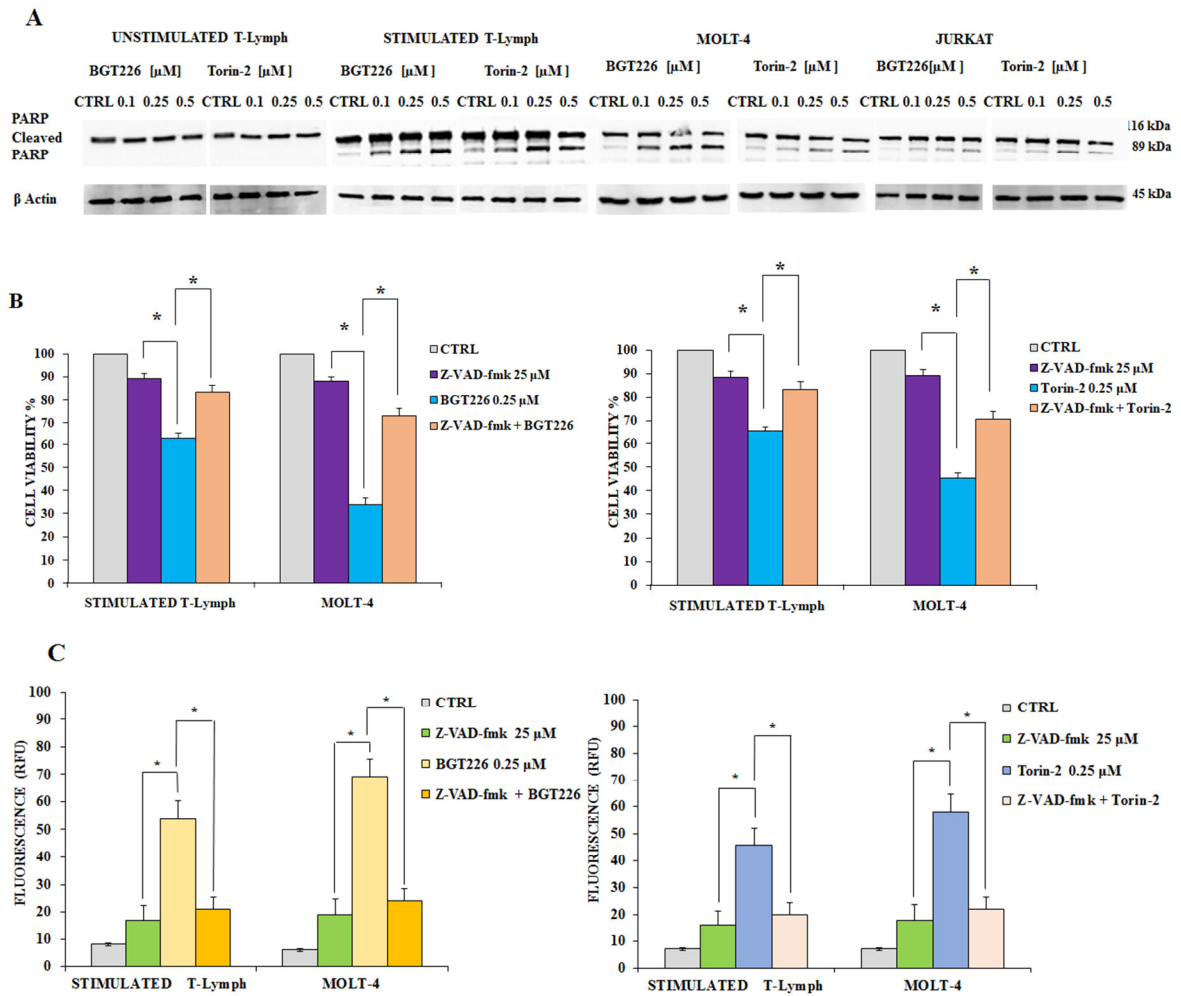 A
UNSTIMULATED T-Lymph STIMULATED T-Lymph MOLT-4 JURKAT
BGT226 [µM] Torin-2 [µM ] BGT226 [µM ] Torin-2 [µM ] BGT226 [µM ] Torin-2 [µM ] BGT226[µM ] Torin-2 [µM ]
CTRL 0.1 0.25 0.5 CTRL 0.1 0.25 0.5 CTRL 0.1 0.25 0.5 CTRL 0.1 0.25 0.5 CTRL 0.1 0.25 0.5 CTRL 0.1 0.25 0.5 CTRL 0.1 0.25 0.5 CTRL 0.1 0.25 0.5
PARP
Cleaved
PARP
116 kDa
89 kDa
β Actin
45 kDa
B
* * * *
CELL VIABILITY %
100
90
80
70
60
50
40
30
20
10
0
STIMULATED T-Lymph MOLT-4
CTRL
Z-VAD-fmk 25 µM
BGT226 0.25 µM
Z-VAD-fmk + BGT226
* * * *
CELL VIABILITY %
100
90
80
70
60
50
40
30
20
10
0
STIMULATED T-Lymph MOLT-4
CTRL
Z-VAD-fmk 25 µM
Torin-2 0.25 µM
Z-VAD-fmk + Torin-2
C
* * * *
FLUORESCENCE (RFU)
100
90
80
70
60
50
40
30
20
10
0
STIMULATED T-Lymph MOLT-4
CTRL
Z-VAD-fmk 25 µM
BGT226 0.25 µM
Z-VAD-fmk + BGT226
* * * *
FLUORESCENCE (RFU)
100
90
80
70
60
50
40
30
20
10
0
STIMULATED T-Lymph MOLT-4
CTRL
Z-VAD-fmk 25 µM
Torin-2 0.25 µM
Z-VAD-fmk + Torin-2